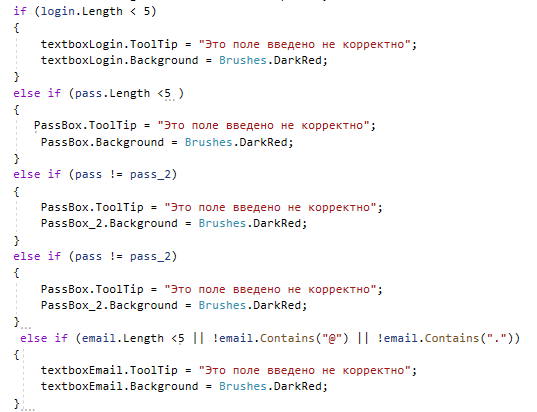 if (login.Length < 5)
{
textboxLogin.ToolTip = "Это поле введено не корректно";
textboxLogin.Background = Brushes.DarkRed;
}
else if (pass.Length <5 )
{
PassBox.ToolTip = "Это поле введено не корректно";
PassBox.Background = Brushes.DarkRed;
}
else if (pass != pass_2)
{
PassBox.ToolTip = "Это поле введено не корректно";
PassBox_2.Background = Brushes.DarkRed;
}
else if (pass != pass_2)
{
PassBox.ToolTip = "Это поле введено не корректно";
PassBox_2.Background = Brushes.DarkRed;
}
else if (email.Length <5 || !email.Contains("@") || !email.Contains("."))
{
textboxEmail.ToolTip = "Это поле введено не корректно";
textboxEmail.Background = Brushes.DarkRed;
}